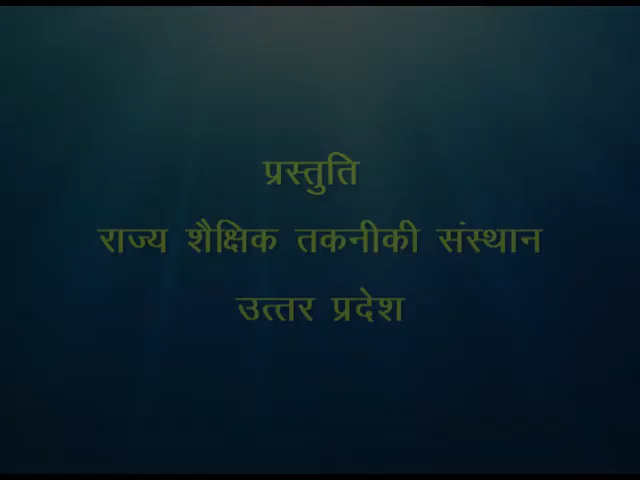 प्रस्तुति
राज्य शैक्षिक तकनीकी संस्थान
उत्तर प्रदेश